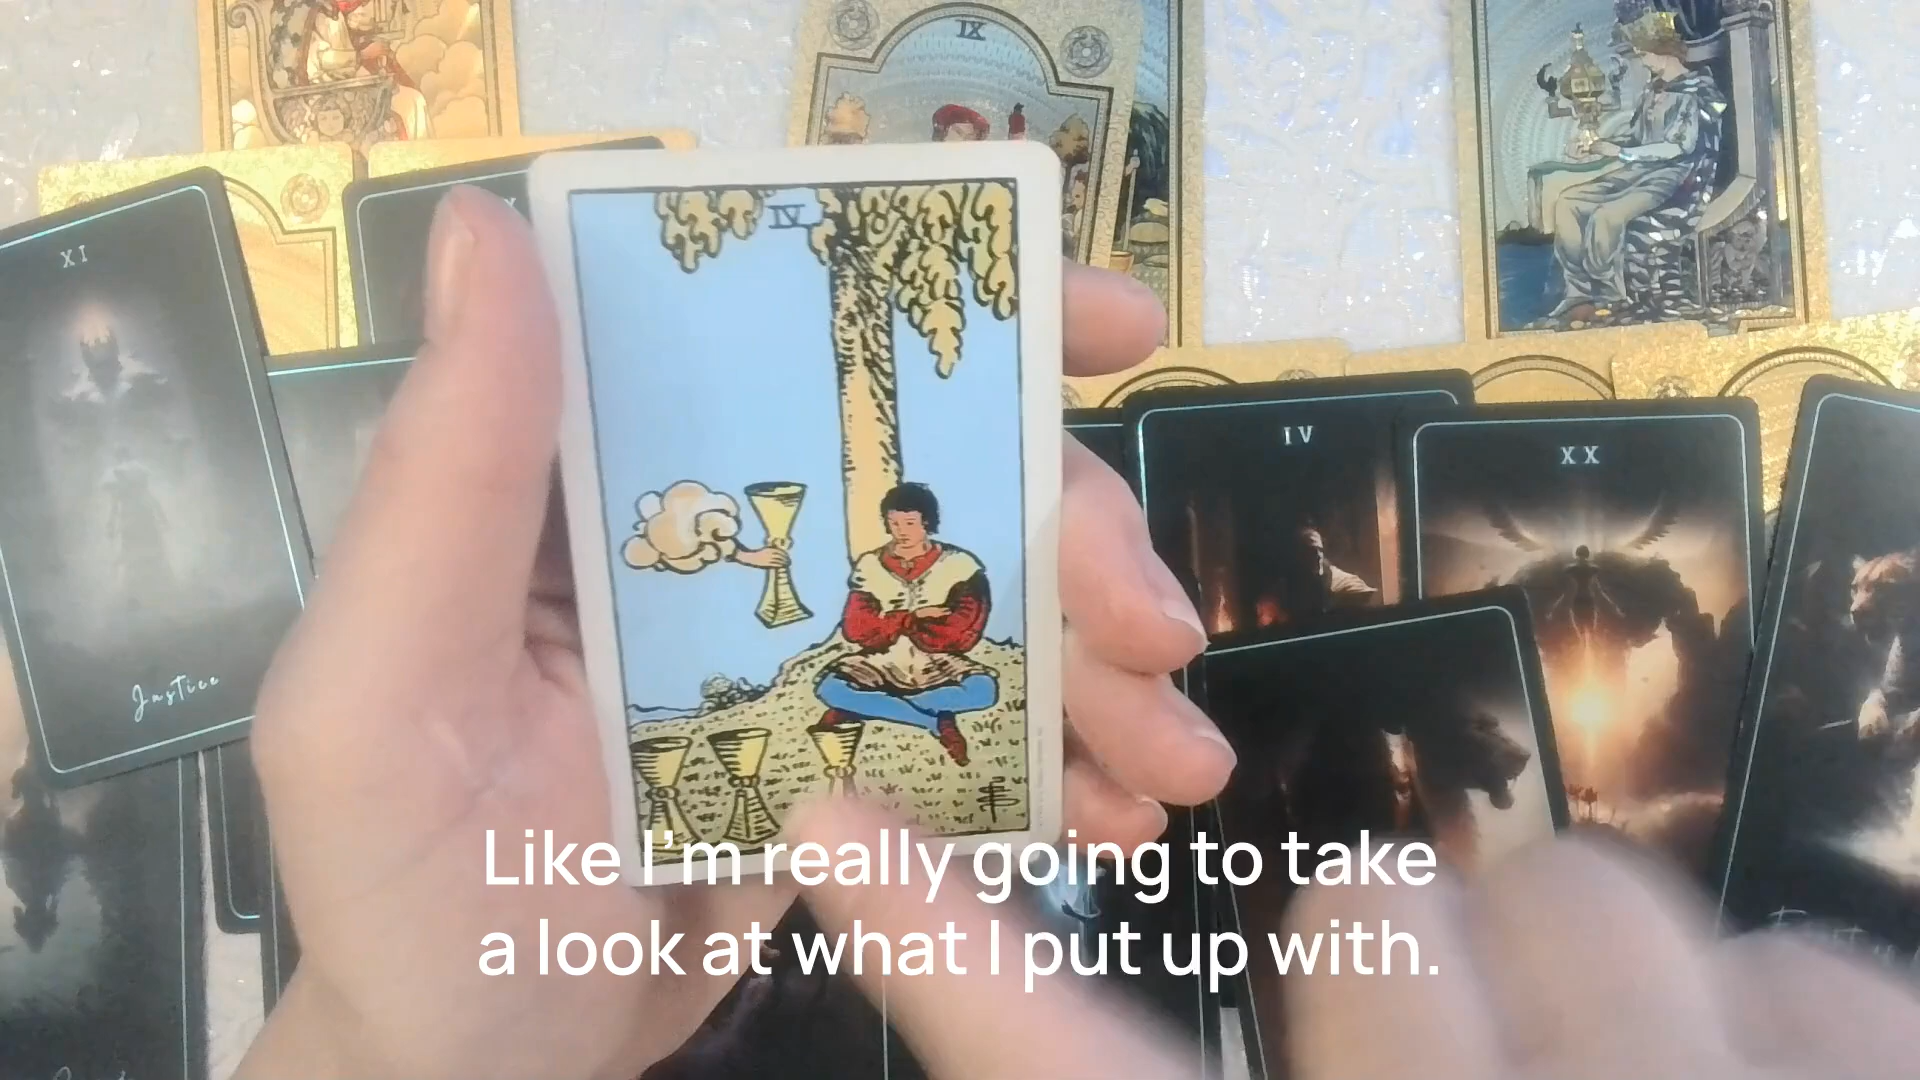 IX
XI
IV
IV
XX
Justice
Like I'm really going to take
a look at what I put up with.